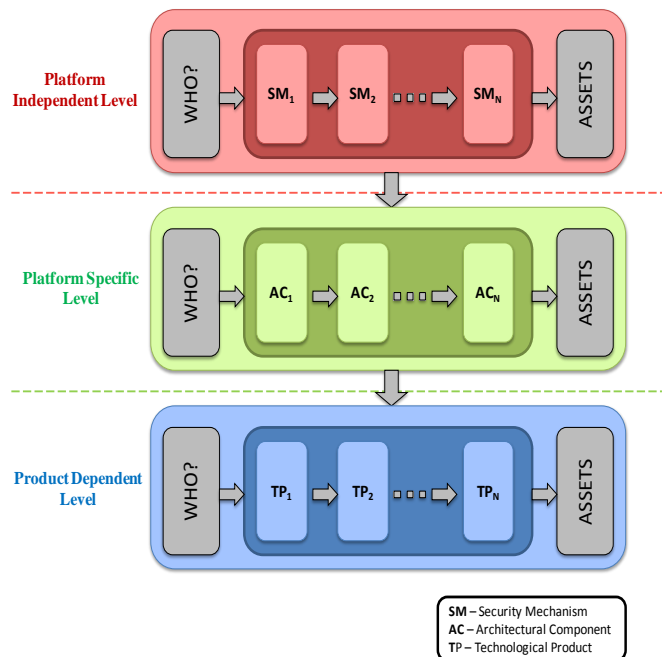 Platform
Independent Level
WHO?
SM1
SM2
SMN
ASSETS
Platform Specific
Level
WHO?
AC1
AC2
ACN
ASSETS
Product Dependent
Level
WHO?
TP1
TP2
TPN
ASSETS
SM – Security Mechanism
AC – Architectural Component
TP – Technological Product